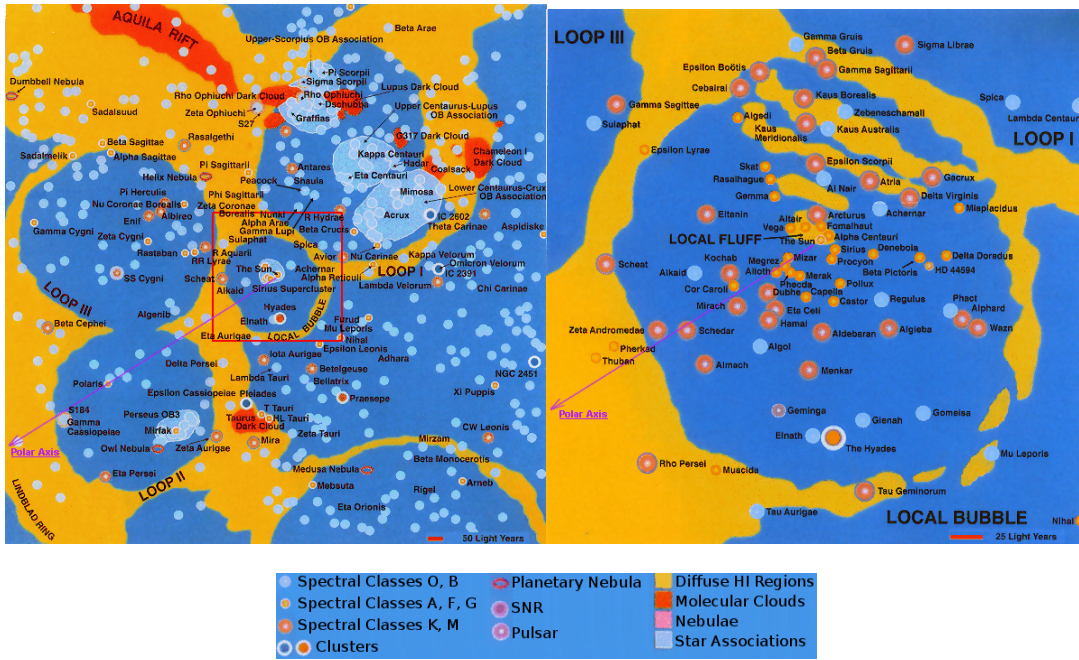 AQUILA RIFT
Beta Arae
Upper-Scorpius OB Association
Pi Scorpii
Sigma Scorpii
Dumbbell Nebula
Lupus Dark Cloud
Rho Ophiuchi Dark Cloud
Rho Ophiuchi
Dschubba
Upper Centaurus-Lupus
OB Association
Sadalsuud
Zeta Ophiuchi
Graffias
S27
G317 Dark Cloud
Rasalgethi
Beta Sagittae
Chameleon I
Dark Cloud
Sadalmelik
Alpha Sagittae
Kappa Centauri
Hadar
Coalsack
Pi Sagittarii
Antares
Helix Nebula
Eta Centauri
Peacock
Shaula
Pi Herculis
Phi Sagittarii
Mimosa
Lower Centaurus-Crux
OB Association
Nu Coronae Borealis
Zeta Coronae
Borealis
Nunki
Enif
Albireo
R Hydrae
Acrux
IC 2602
Alpha Arae
Gamma Lupi
Beta Crucis
Theta Carinae
Aspidiske
Gamma Cygni
Zeta Cygni
Sulaphat
Spica
Rastaban
R Aquarii
Avior
Nu Carinae
Kappa Velorum
RR Lyrae
Omicron Velorum
The Sun
Achernar
LOOP I
IC 2391
SS Cygni
Scheat
Alpha Reticuli
Lambda Velorum
Chi Carinae
Alkaid
Sirius Supercluster
LOOP III
Hyades
Algenib
Elnath
Furud
Beta Cephei
LOCAL BUBBLE
Mu Leporis
Eta Aurigae
Nihal
Epsilon Leonis
Iota Aurigae
Adhara
Delta Persei
Betelgeuse
NGC 2451
Lambda Tauri
Bellatrix
Polaris
Epsilon Cassiopeiae
Pleiades
Xi Puppis
Praesepe
S184
Gamma
Cassiopeiae
Perseus OB3
T Tauri
Taurus
Dark Cloud
HL Tauri
Mirfak
CW Leonis
Zeta Tauri
Mirzam
Polar Axis
Owl Nebula
Zeta Aurigae
Mira
Beta Monocerotis
Medusa Nebula
Eta Persei
Mebsuta
Arneb
Rigel
LOOP II
LINDBLAD RING
Eta Orionis
50 Light Years
LOOP III
Gamma Gruis
Beta Gruis
Sigma Librae
Epsilon Boötis
Gamma Sagittarii
Cebalrai
Kaus Borealis
Spica
Gamma Sagittae
Zebeneschamali
Algedi
Lambda Centaur
Sulaphat
Kaus
Meridionalis
Kaus Australis
LOOP I
Epsilon Lyrae
Epsilon Scorpii
Skat
Rasalhague
Al Nair
Atria
Gacrux
Gemma
Delta Virginis
Eltanin
Altair
Arcturus
Achernar
Misplacidus
Vega
Fomalhaut
LOCAL FLUFF
The Sun
Alpha Centauri
Sirius
Denebola
Scheat
Kochab
Megrez
Mizar
Procyon
Delta Doradus
Alkaid
Alioth
Merak
Beta Pictoris
HD 44594
Cor Caroli
Phecda
Pollux
Dubhe
Capella
Mirach
Castor
Regulus
Phact
Eta Ceti
Alphard
Zeta Andromedae
Schedar
Hamal
Aldeberan
Algieba
Wazn
Pherkad
Algol
Thuban
Almach
Menkar
Polar Axis
Geminga
Gienah
Gomeisa
Elnath
The Hyades
Mu Leporis
Rho Persei
Muscida
Tau Geminorum
Tau Aurigae
LOCAL BUBBLE
Nihal
25 Light Years
Spectral Classes O, B
Planetary Nebula
Diffuse HI Regions
Spectral Classes A, F, G
SNR
Molecular Clouds
Spectral Classes K, M
Pulsar
Nebulae
Clusters
Star Associations